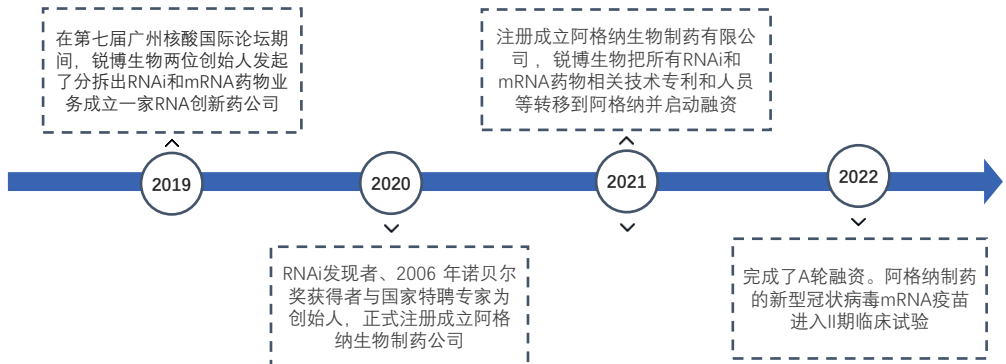 在第七届广州核酸国际论坛期
间，锐博生物两位创始人发起
了分拆出RNAi和mRNA药物业
务成立一家RNA创新药公司
注册成立阿格纳生物制药有限公
司 ，锐博生物把所有RNAi和
mRNA药物相关技术专利和人员
等转移到阿格纳并启动融资
2019
2020
2021
2022
RNAi发现者、2006 年诺贝尔
奖获得者与国家特聘专家为
创始人，正式注册成立阿格
纳生物制药公司
完成了A轮融资。阿格纳制药
的新型冠状病毒mRNA疫苗
进入II期临床试验